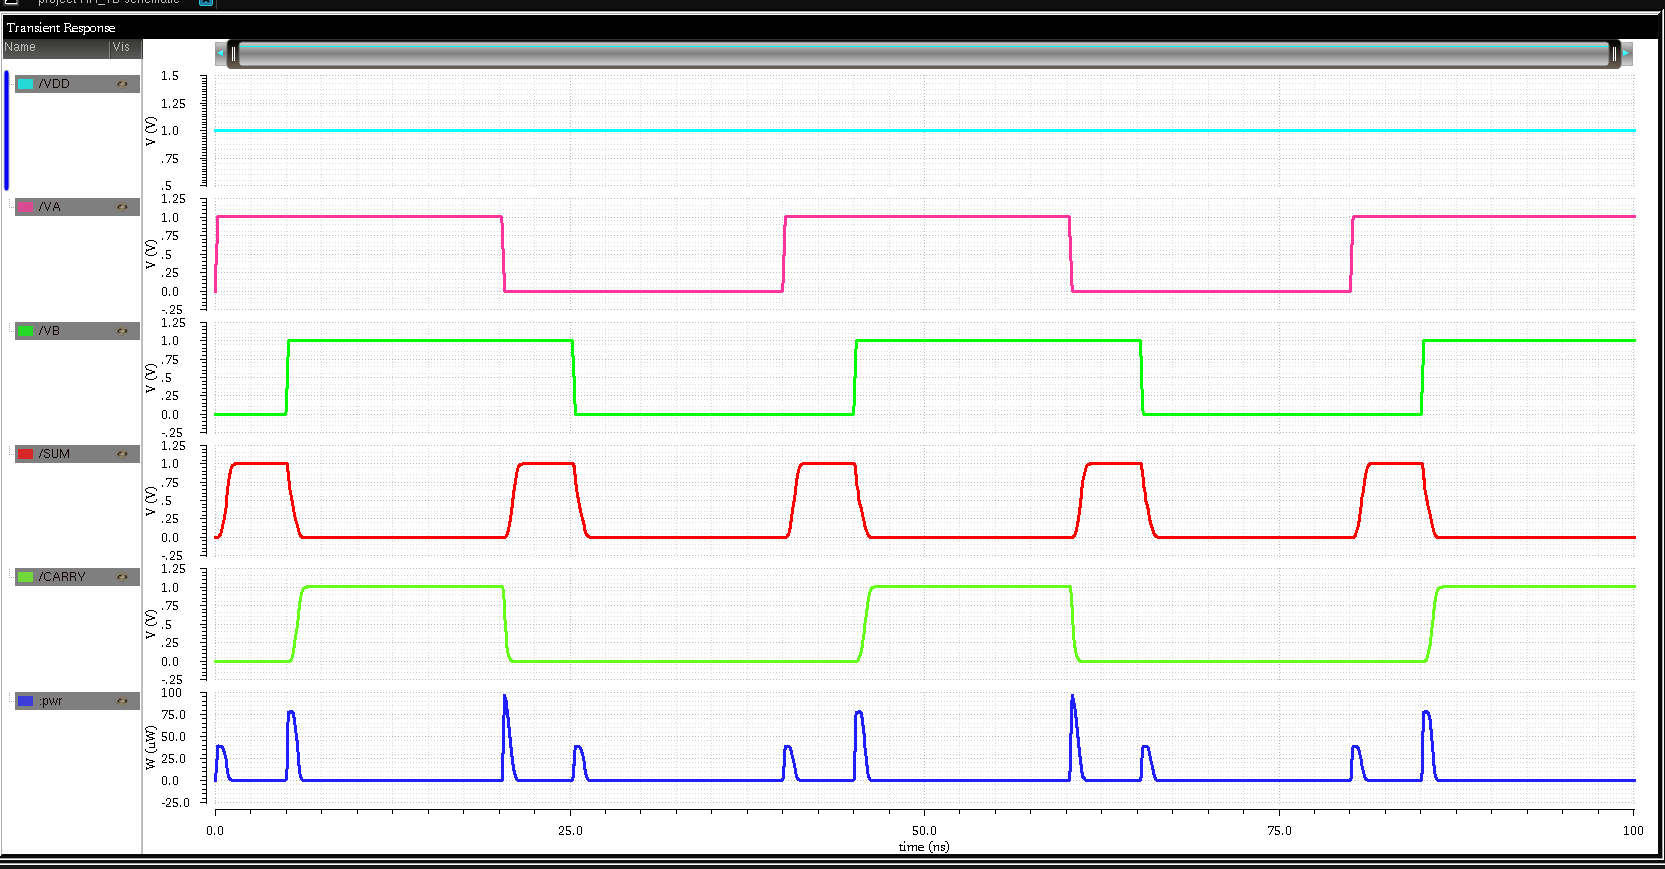 Transient Response
Name Vis
/VDD
/VA
/VB
/SUM
/CARRY
:pwr
V (V)
1.5
1.25
1.0
.75
.5
V (V)
1.25
1.0
.75
.5
.25
0.0
-.25
V (V)
1.25
1.0
.75
.5
.25
0.0
-.25
V (V)
1.25
1.0
.75
.5
.25
0.0
-.25
V (V)
1.25
1.0
.75
.5
.25
0.0
-.25
W (uW)
100
75.0
50.0
25.0
0.0
-25.0
0.0 25.0 50.0 75.0 100
time (ns)